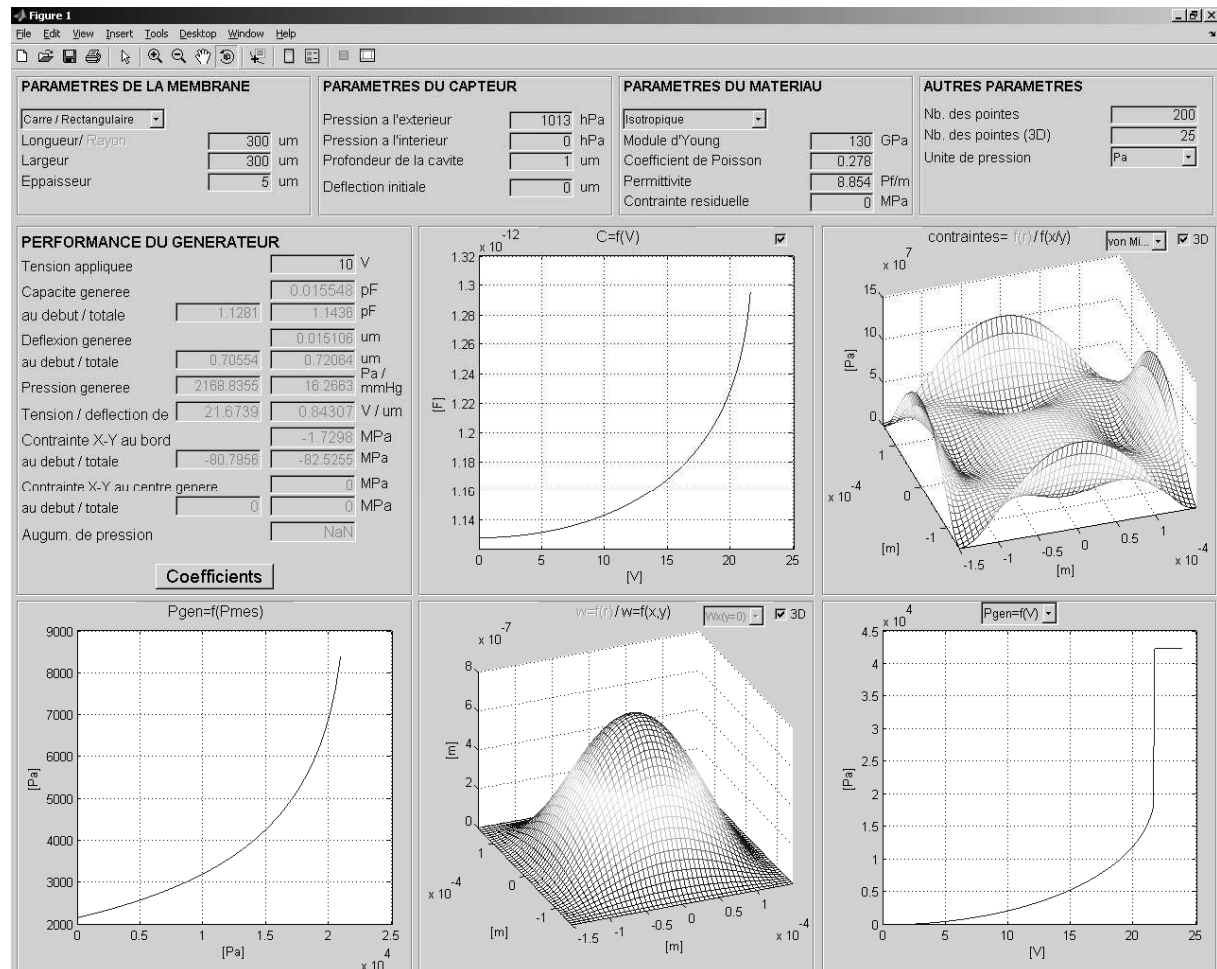 Figure 1
File Edit View Insert Tools Desktop Window Help
PARAMETRES DE LA MEMBRANE
Carre / Rectangulaire
Longueur/ Rayon 300 um
Largeur 300 um
Eppaisseur 5 um
PARAMETRES DU CAPTEUR
Pression a l'exterieur 1013 hPa
Pression a l'interieur 0 hPa
Profondeur de la cavite 1 um
Deflection initiale 0 um
PARAMETRES DU MATERIAU
Isotropique
Module d'Young 130 GPa
Coefficient de Poisson 0.278
Permittivite 8.854 Pf/m
Contrainte residuelle 0 MPa
AUTRES PARAMETRES
Nb. des pointes 200
Nb. des pointes (3D) 25
Unite de pression Pa
PERFORMANCE DU GENERATEUR
Tension appliquee 10 V
Capacite generee 0.015548 pF
au debut / totale 1.1281 1.1436 pF
Deflexion generee 0.015106 um
au debut / totale 0.70554 0.72064 um
Pression generee 2168.8355 16.2663 Pa / mmHg
Tension / deflection de 21.6739 0.84307 V / um
Contrainte X-Y au bord -1.7298 MPa
au debut / totale -80.7956 -82.5255 MPa
Contrainte X-Y au centre genere 0 MPa
au debut / totale 0 0 MPa
Augum. de pression NaN
Coefficients
C=f(V)
x 10 -12
1.32
1.3
1.28
1.26
1.24
1.22
1.2
1.18
1.16
1.14
[F]
0 5 10 15 20 25
[V]
contraintes= f(r)/f(x/y) von Mi... 3D
x 10 7
15
10
5
0
[Pa]
1
0
-1
x 10 -4
[m]
-1.5 -1 -0.5 0 0.5 1
x 10 -4
[m]
Pgen=f(Pmes)
9000
8000
7000
6000
5000
4000
3000
2000
[Pa]
0 0.5 1 1.5 2 2.5
[Pa]
x 10 4
w=f(r)/w=f(x,y) Wx(y=0) 3D
x 10 -7
8
6
4
2
0
[m]
1
0
-1
x 10 -4
[m]
-1.5 -1 -0.5 0 0.5 1
x 10 -4
[m]
Pgen=f(V)
x 10 4
4.5
4
3.5
3
2.5
2
1.5
1
0.5
0
[Pa]
0 5 10 15 20 25
[V]